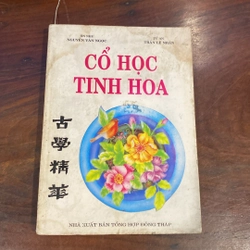 NGUYỄN VĂN NGỌC
TRẦN LÊ NHÂN
CỔ HỌC
TINH HOA
古學精華
NHÀ XUẤT BẢN TỔNG HỢP ĐỒNG THÁP